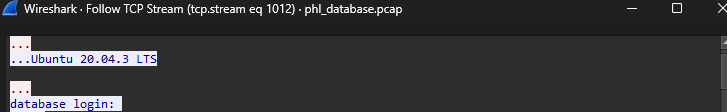 Wireshark · Follow TCP Stream (tcp.stream eq 1012) · phl_database.pcap
...
...Ubuntu 20.04.3 LTS
...
database login: